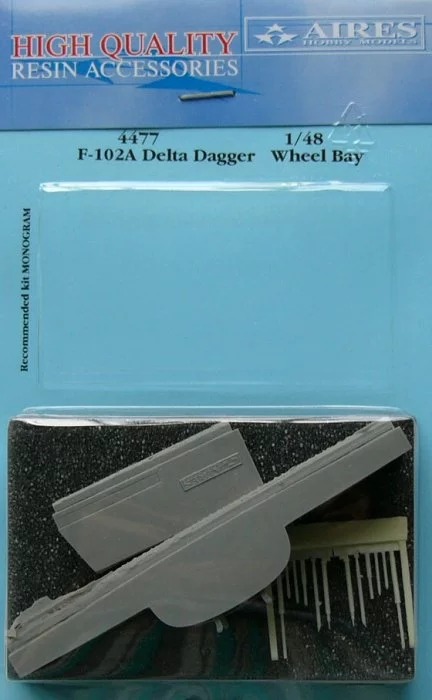 HIGH QUALITY
RESIN ACCESSORIES
AIRES
HOBBY MODELS
4477 1/48
F-102A Delta Dagger Wheel Bay
Recommended kit MONOGRAM